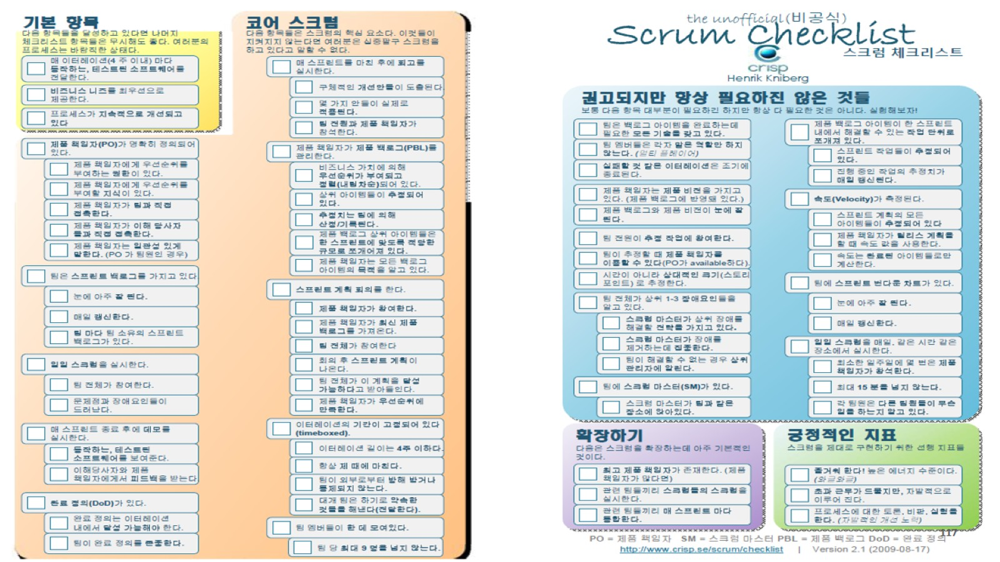 기본 항목
다음 항목들을 달성하고 있다면 나머지
체크리스트 항목들은 무시해도 좋다. 여러분의
프로세스는 바람직한 상태다.
매 이터레이션(4 주 이내) 마다
동작하는, 테스트된 소프트웨어를
전달한다.
비즈니스 니즈를 최우선으로
제공한다.
프로세스가 지속적으로 개선되고
있다
제품 책임자(PO)가 명확히 정의되어
있다.
제품 책임자에게 우선순위를
부여하는 권한이 있다.
제품 책임자에게 우선순위를
부여할 지식이 있다.
제품 책임자가 팀과 직접
접촉한다.
제품 책임자가 이해 당사자
들과 직접 접촉한다.
제품 책임자는 일관성 있게
말한다. (PO 가 팀원인 경우)
팀은 스프린트 백로그를 가지고 있다.
눈에 아주 잘 띈다.
매일 갱신한다.
팀 마다 팀 소유의 스프린트
백로그가 있다.
일일 스크럼을 실시한다.
팀 전체가 참여한다.
문제점과 장애요인들이
드러난다.
매 스프린트 종료 후에 데모를
실시한다.
동작하는, 테스트된
소프트웨어를 보여준다.
이해당사자와 제품
책임자에게서 피드백을 받는다.
완료 정의(DoD)가 있다.
완료 정의는 이터레이션
내에서 달성 가능해야 한다.
팀이 완료 정의를 존중한다.
코어 스크럼
다음 항목들은 스크럼의 핵심 요소다. 이것들이
지켜지지 않는다면 여러분은 실중팔구 스크럼을
하고 있다고 말할 수 없다.
매 스프린트를 마친 후에 회고를
실시한다.
구체적인 개선안들이 도출된다.
몇 가지 안들이 실제로
적용된다.
팀 전원과 제품 책임자가
참석한다.
제품 책임자가 제품 백로그(PBL)를
관리한다.
비즈니스 가치에 의해
우선순위가 부여되고
정렬(내림차순)되어 있다.
상위 아이템들이 추정되어
있다.
추정치는 팀에 의해
산정/기록된다.
제품 백로그 상위 아이템들은
한 스프린트에 맞도록 적당한
규모로 쪼개어져 있다.
제품 책임자는 모든 백로그
아이템의 목적을 알고 있다.
스프린트 계획 회의를 한다.
제품 책임자가 참여한다.
제품 책임자가 최신 제품
백로그를 가져온다.
팀 전체가 참여한다
회의 후 스프린트 계획이
나온다.
팀 전체가 이 계획을 달성
가능하다고 받아들인다.
제품 책임자가 우선순위에
만족한다.
이터레이션의 기간이 고정되어 있다
(timeboxed).
이터레이션 길이는 4주 이하다.
항상 제 때에 마친다.
팀이 외부로부터 방해 받거나
통제되지 않는다.
대개 팀은 하기로 약속한
것들을 해낸다(전달한다).
팀 멤버들이 한 데 모여있다.
팀 당 최대 9 명을 넘지 않는다.
the unofficial(비공식)
Scrum Checklist
스크럼 체크리스트
crisp
Henrik Kniberg
권고되지만 항상 필요하진 않은 것들
보통 다음 항목 대부분이 필요하긴 하지만 항상 다 필요한 것은 아니다. 실험해보자!
팀은 백로그 아이템을 완료하는데
필요한 모든 기술을 갖고 있다.
팀 멤버들은 각자 맡은 역할만 하지
않는다. (멀티 플레이어)
실패할 것 같은 이터레이션은 조기에
종료된다.
제품 책임자는 제품 비전을 가지고
있다. (제품 백로그에 반영돼 있다.)
제품 백로그와 제품 비전이 눈에 잘
띈다.
팀 전원이 추정 작업에 참여한다.
팀이 추정할 때 제품 책임자를
이용할 수 있다(PO가 available하다).
시간이 아니라 상대적인 크기(스토리
포인트) 로 추정한다.
팀 전체가 상위 1-3 장애요인들을
알고 있다.
스크럼 마스터가 상위 장애를
해결할 전략을 가지고 있다.
스크럼 마스터가 장애를
제거하는데 집중한다.
팀이 해결할 수 없는 경우 상위
관리자에 알린다.
팀에 스크럼 마스터(SM)가 있다.
스크럼 마스터가 팀과 같은
장소에 앉아있다.
제품 백로그 아이템이 한 스프린트
내에서 해결할 수 있는 작업 단위로
쪼개져 있다.
스프린트 작업들이 추정되어
있다.
진행 중인 작업의 추정치가
매일 갱신된다.
속도(Velocity)가 측정된다.
스프린트 계획의 모든
아이템들이 추정되어 있다
제품 책임자가 릴리스 계획을
할 때 속도 값을 사용한다.
속도는 완료된 아이템들로만
계산한다.
팀에 스프린트 번다운 차트가 있다.
눈에 아주 잘 띈다.
매일 갱신한다.
일일 스크럼을 매일, 같은 시간 같은
장소에서 실시한다.
최소한 일주일에 몇 번은 제품
책임자가 참석한다.
최대 15 분을 넘지 않는다.
각 팀원은 다른 팀원들이 무슨
일을 하는지 알고 있다.
확장하기
다음은 스크럼을 확장하는데 아주 기본적인
것이다.
최고 제품 책임자가 존재한다. (제품
책임자가 많다면)
관련 팀들끼리 스크럼들의 스크럼을
실시한다.
관련 팀들끼리 매 스프린트 마다
통합한다.
긍정적인 지표
스크럼을 제대로 구현하기 위한 선행 지표들
즐거워 한다! 높은 에너지 수준이다.
(와글와글)
초과 근무가 드물지만, 자발적으로
이루어 진다.
프로세스에 대한 토론, 비판, 실험을
한다. (자발적인 개선 노력)
117
PO = 제품 책임자 SM = 스크럼 마스터 PBL = 제품 백로그 DoD = 완료 정의
http://www.crisp.se/scrum/checklist | Version 2.1 (2009-08-17)